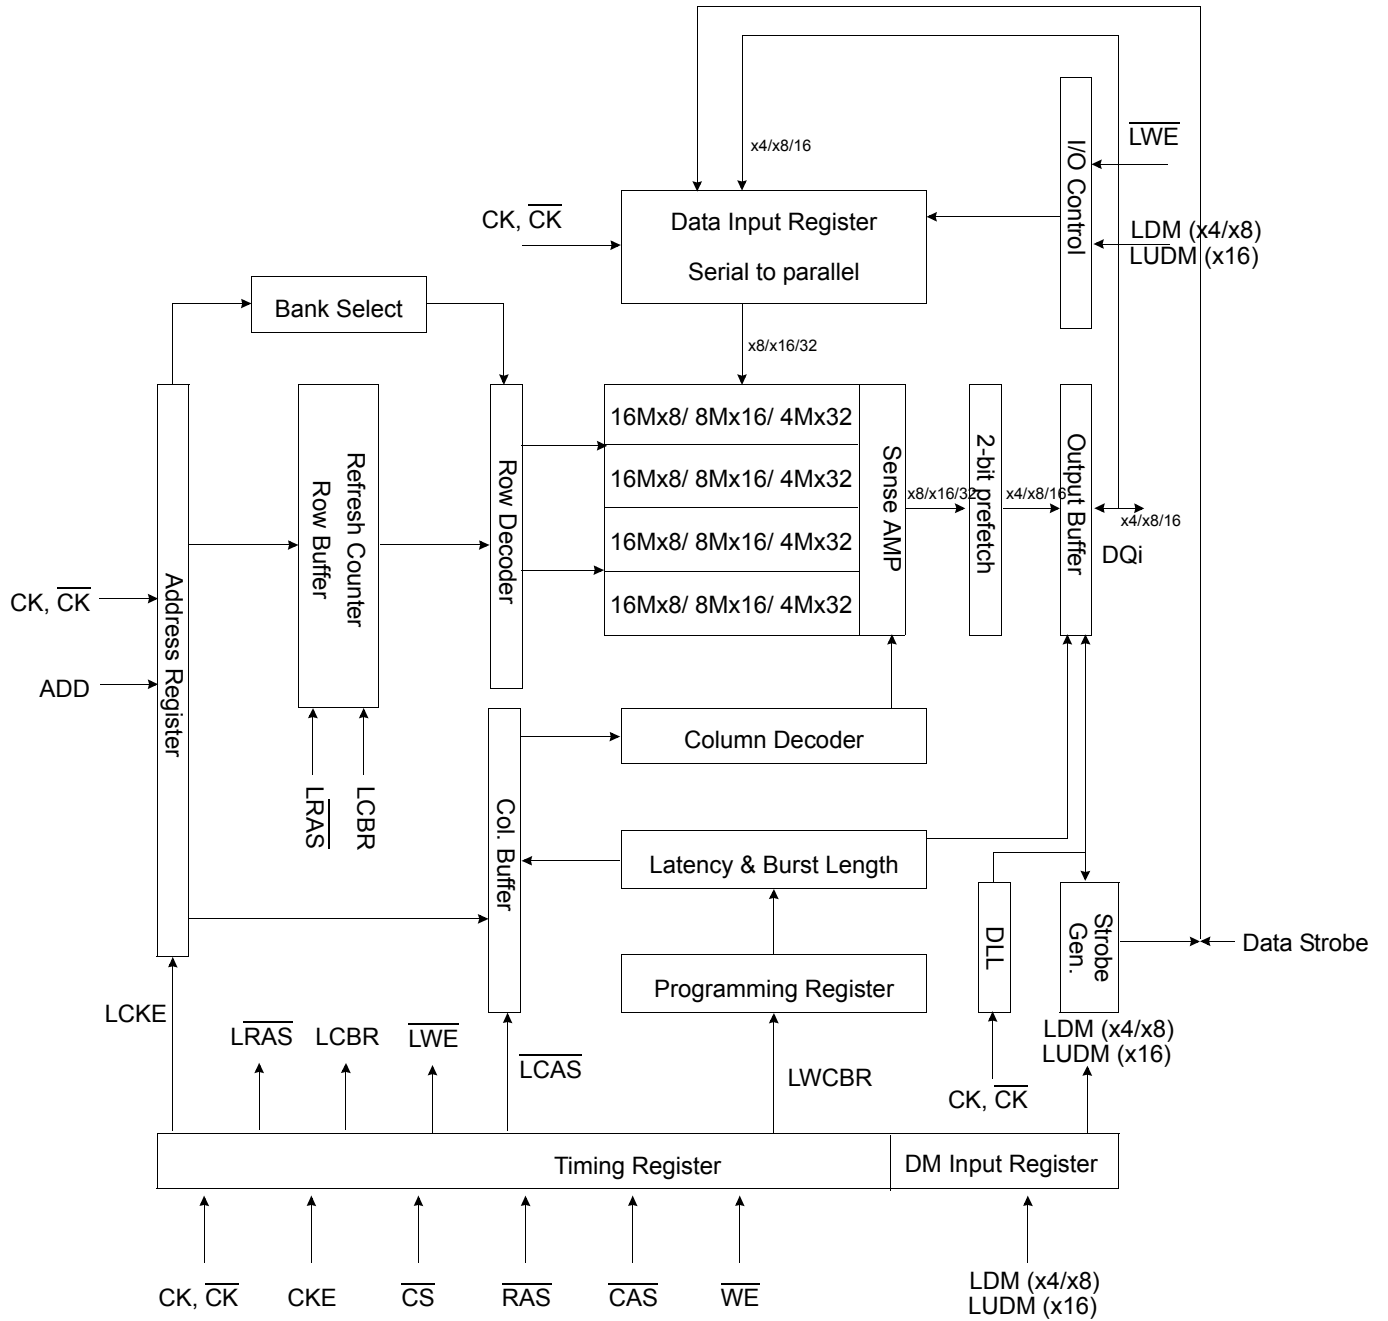 LWE
I/O Control
x4/x8/16
CK, CK
Data Input Register
Serial to parallel
LDM (x4/x8)
LUDM (x16)
Bank Select
x8/x16/32
Address Register
Refresh Counter
Row Buffer
Row Decoder
16Mx8/ 8Mx16/ 4Mx32
16Mx8/ 8Mx16/ 4Mx32
16Mx8/ 8Mx16/ 4Mx32
16Mx8/ 8Mx16/ 4Mx32
Sense AMP
x8/x16/32
2-bit prefetch
x4/x8/16
Output Buffer
x4/x8/16
DQi
CK, CK
ADD
LRAS
LCBR
Col. Buffer
Column Decoder
Latency & Burst Length
DLL
Strobe
Gen.
Data Strobe
Programming Register
LCKE
LRAS
LCBR
LWE
LCAS
LWCBR
CK, CK
LDM (x4/x8)
LUDM (x16)
Timing Register
DM Input Register
CK, CK
CKE
CS
RAS
CAS
WE
LDM (x4/x8)
LUDM (x16)